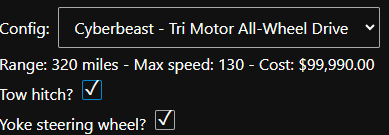 Config: Cyberbeast - Tri Motor All-Wheel Drive
Range: 320 miles - Max speed: 130 - Cost: $99,990.00
Tow hitch?
Yoke steering wheel?